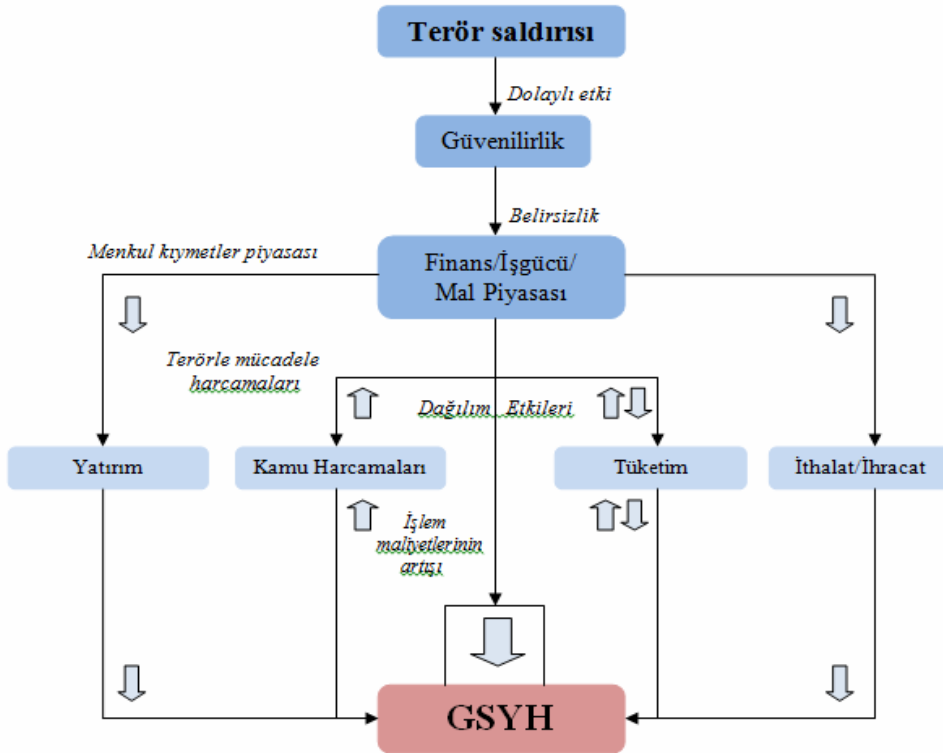 Terör saldırısı
Dolaylı etki
Güvenilirlik
Belirsizlik
Menkul kıymetler piyasası
Finans/İşgücü/
Mal Piyasası
Terörle mücadele
harcamaları
Dağılım Etkileri
Yatırım
Kamu Harcamaları
Tüketim
İthalat/İhracat
İşlem
maliyetlerinin
artışı
GSYH